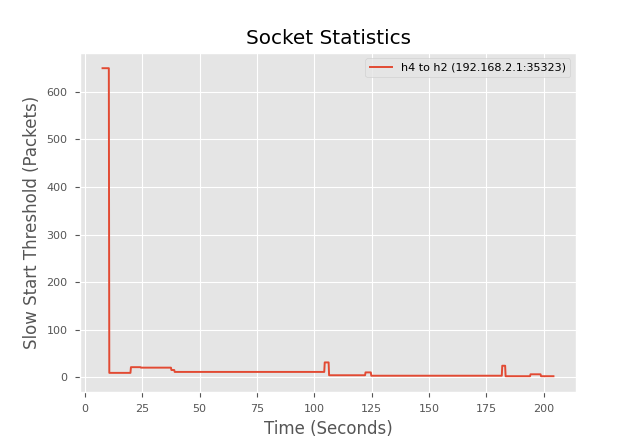 Socket Statistics
h4 to h2 (192.168.2.1:35323)
Slow Start Threshold (Packets)
600
500
400
300
200
100
0
0 25 50 75 100 125 150 175 200
Time (Seconds)